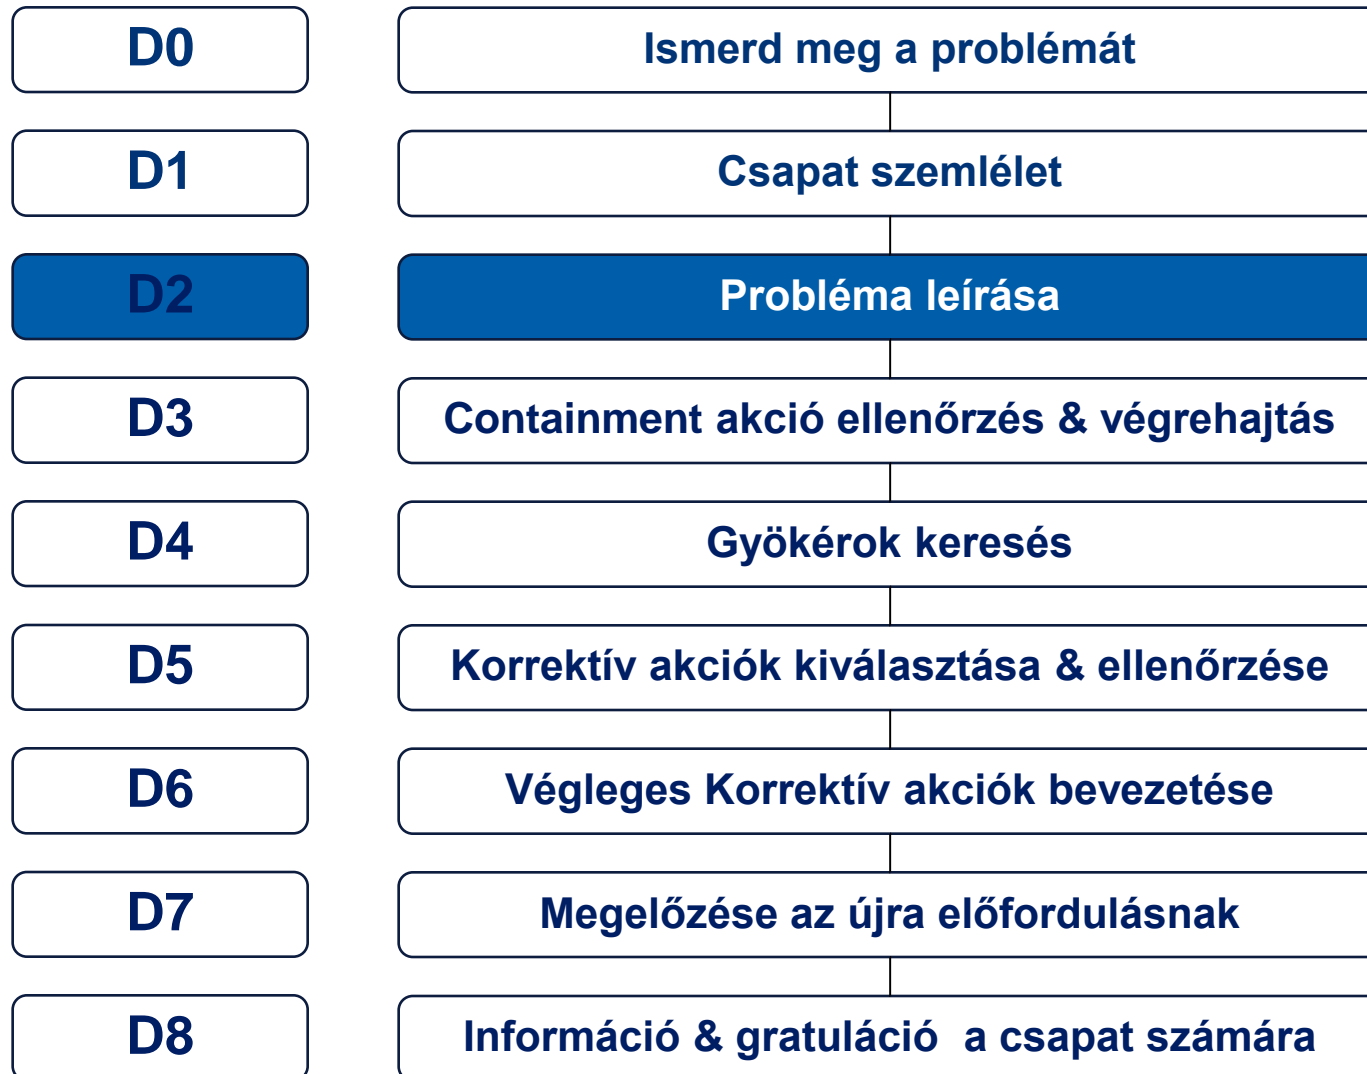 D0 Ismerd meg a problémát
D1 Csapat szemlélet
D2 Probléma leírása
D3 Containment akció ellenőrzés & végrehajtás
D4 Gyökérok keresés
D5 Korrektív akciók kiválasztása & ellenőrzése
D6 Végleges Korrektív akciók bevezetése
D7 Megelőzése az újra előfordulásnak
D8 Információ & gratuláció a csapat számára